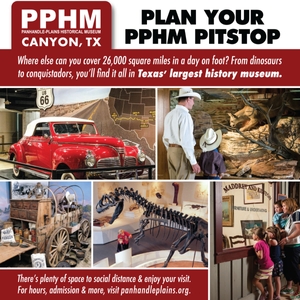 PPHM
PANHANDLE-PLAINS HISTORICAL MUSEUM
CANYON, TX
PLAN YOUR
PPHM PITSTOP
Where else can you cover 26,000 square miles in a day on foot? From dinosaurs
to conquistadors, you'll find it all in Texas' largest history museum.
US
66
There's plenty of space to social distance & enjoy your visit.
For hours, admission & more, visit panhandleplains.org.